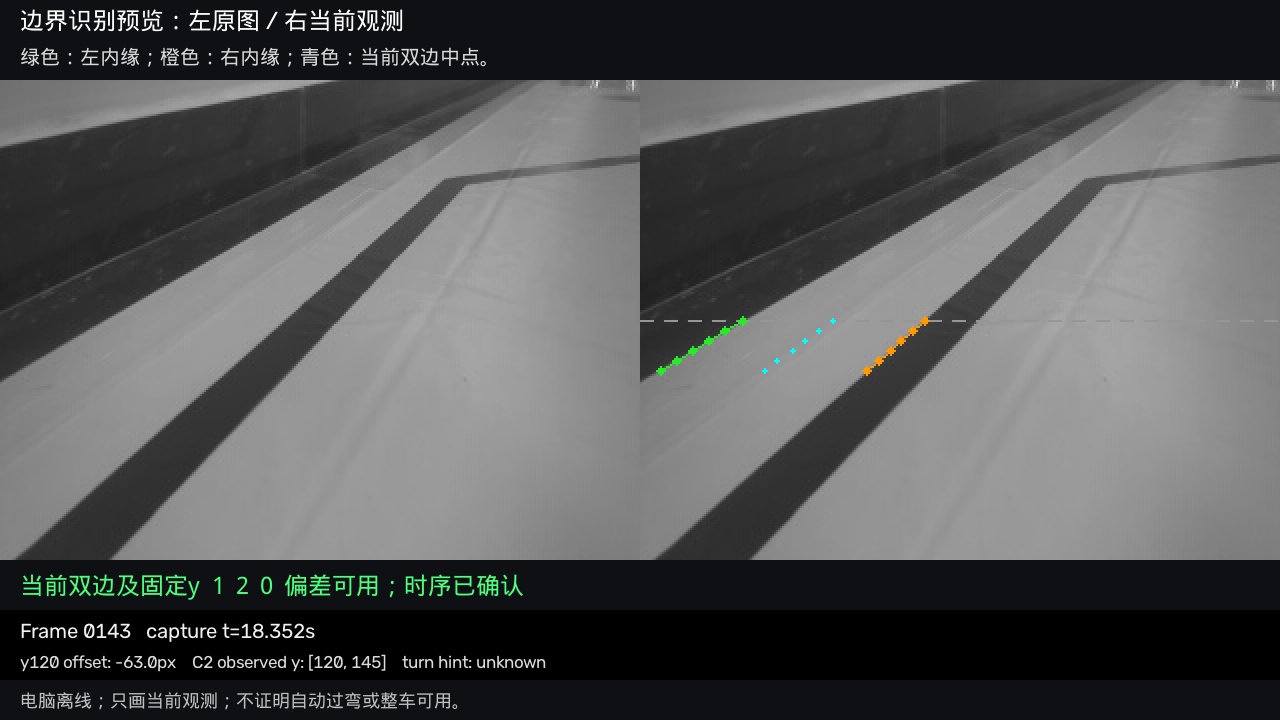 边界识别预览：左原图 / 右当前观测
绿色：左内缘；橙色：右内缘；青色：当前双边中点。
当前双边及固定y 1 2 0 偏差可用；时序已确认
Frame 0143 capture t=18.352s
y120 offset: -63.0px C2 observed y: [120, 145] turn hint: unknown
电脑离线；只画当前观测；不证明自动过弯或整车可用。